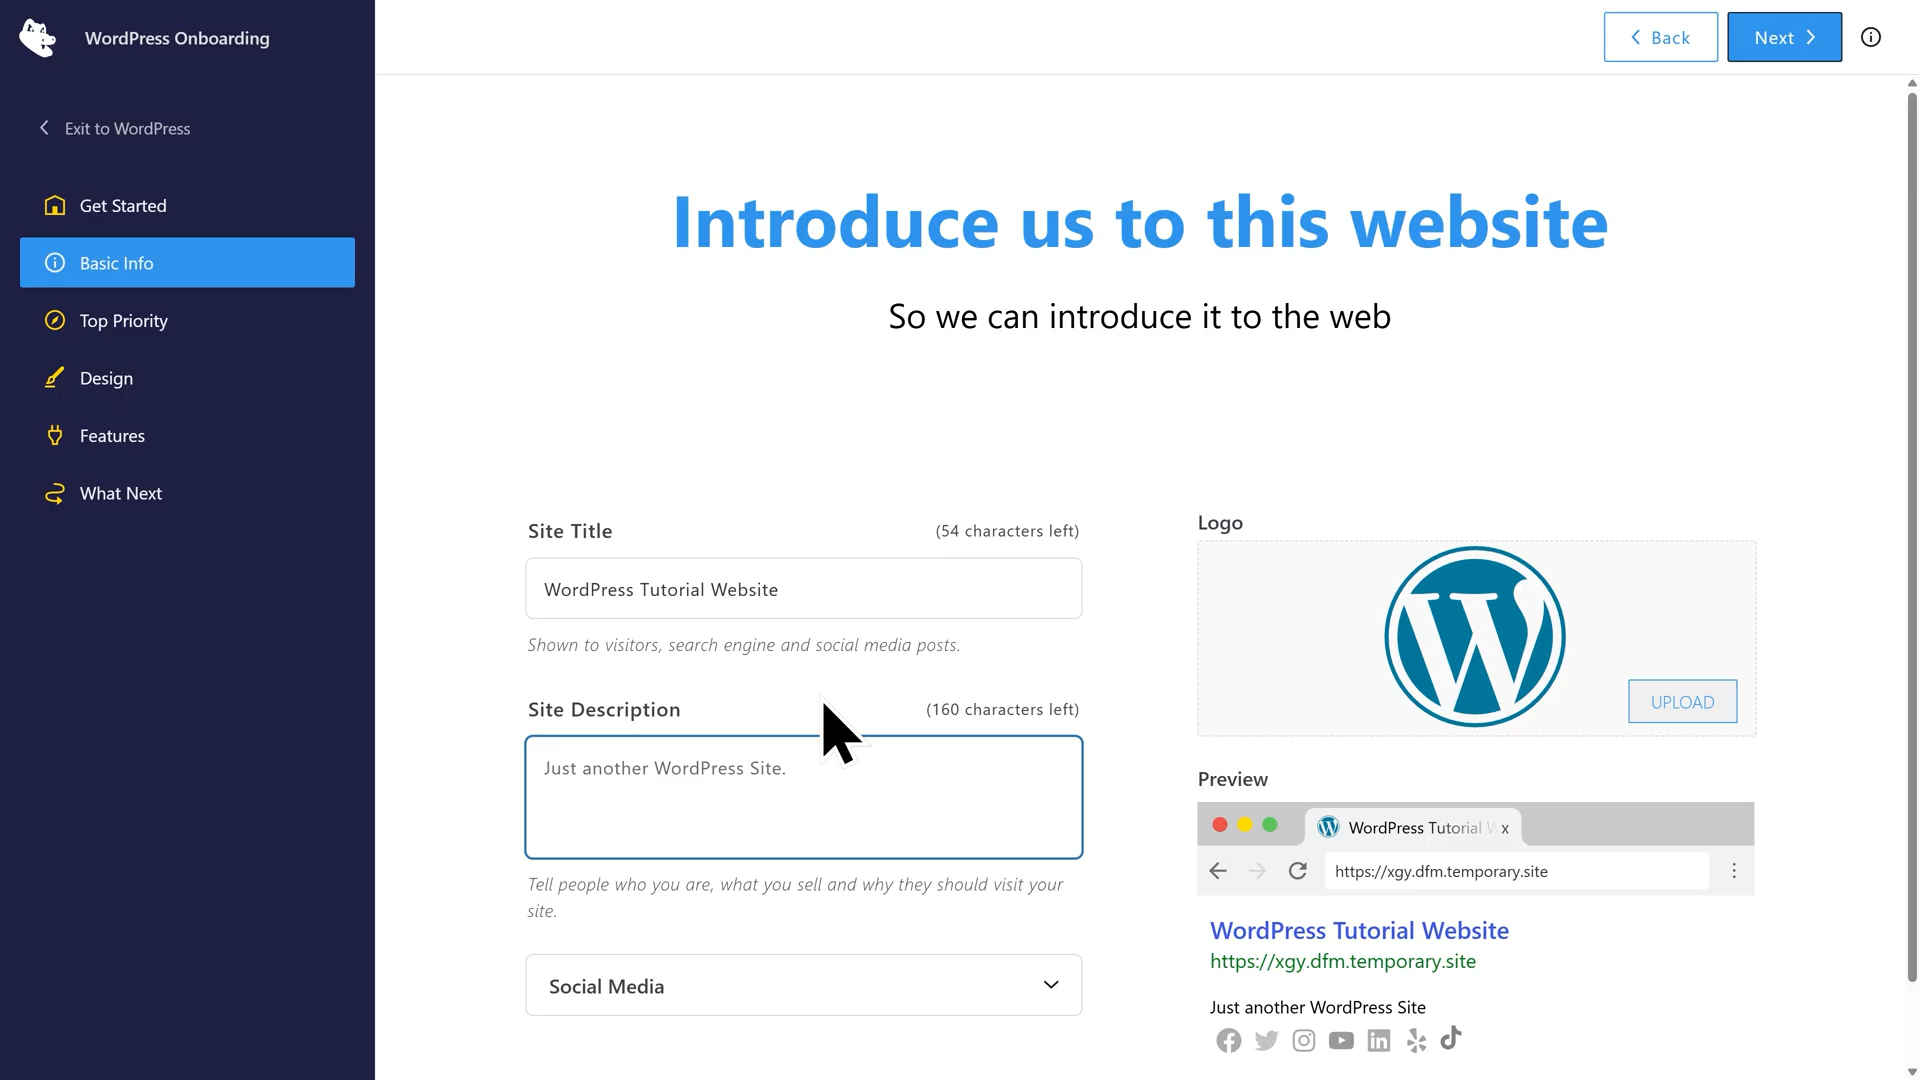 WordPress Onboarding
Back
Next
Exit to WordPress
Get Started
Basic Info
Top Priority
Design
Features
What Next
Introduce us to this website
So we can introduce it to the web
Site Title
(54 characters left)
WordPress Tutorial Website
Shown to visitors, search engine and social media posts.
Site Description
(160 characters left)
Just another WordPress Site.
Tell people who you are, what you sell and why they should visit your
site.
Social Media
Logo
UPLOAD
Preview
WordPress Tutorial W x
https://xgy.dfm.temporary.site
WordPress Tutorial Website
https://xgy.dfm.temporary.site
Just another WordPress Site